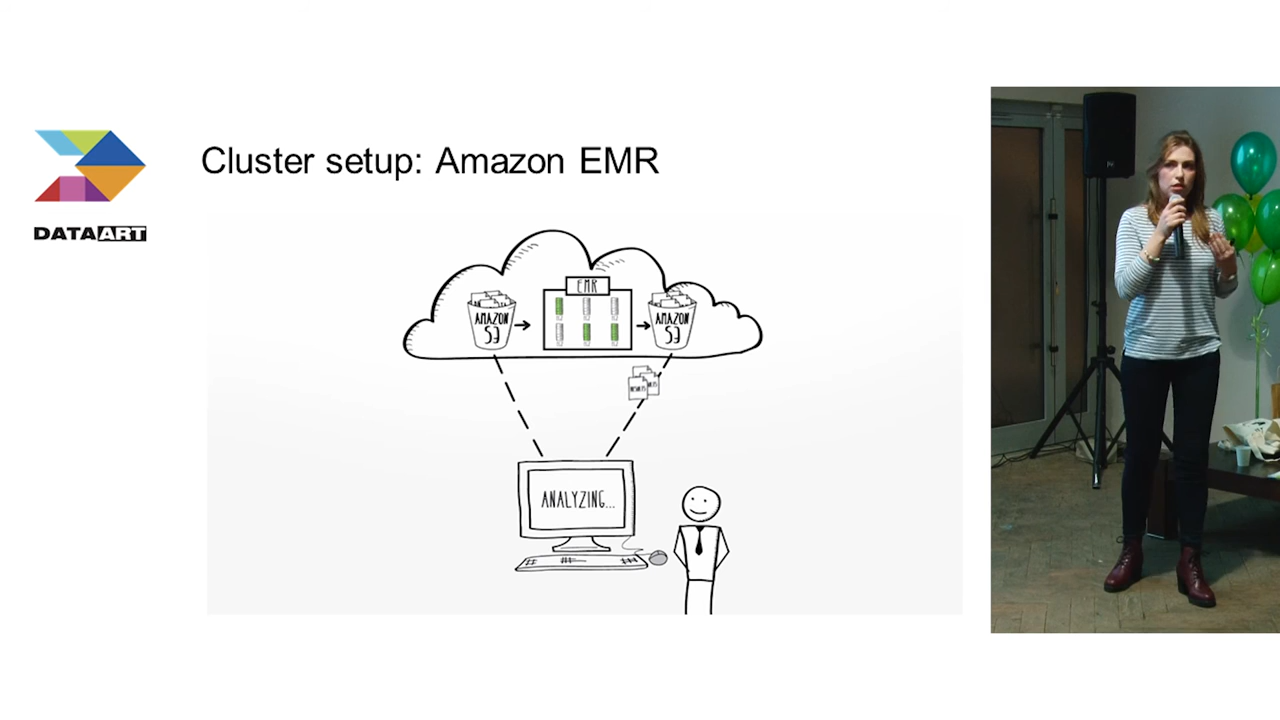 Cluster setup: Amazon EMR
DATAART
EMR
AMAZON
S3
AMAZON
S3
ANALYZING...